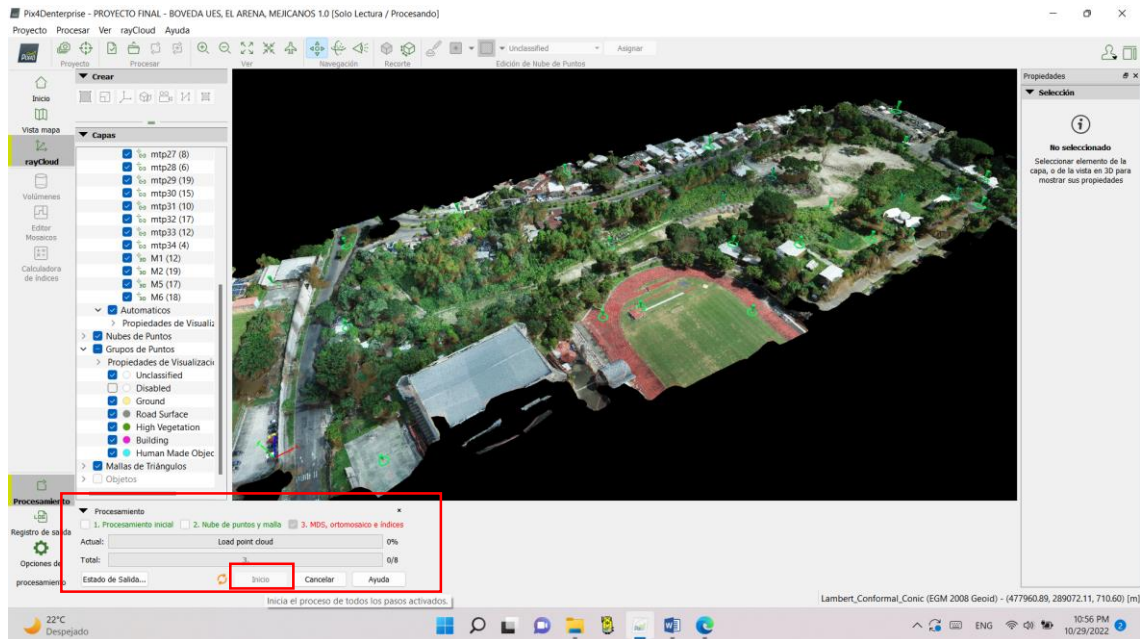 Pix4Denterprise - PROYECTO FINAL - BOVEDA UES, EL ARENA, MEJICANOS 1.0 [Solo Lectura / Procesando]
Proyecto Procesar Ver rayCloud Ayuda
Unclassified Asignar
Proyecto Procesar Ver Navegación Recorte Edición de Nube de Puntos
Inicio
Vista mapa
rayCloud
Volúmenes
Editor
Mosaicos
Calculadora
de índices
Procesamiento
Registro de salida
Opciones de
procesamiento
Crear
Capas
mtp27 (8)
mtp28 (6)
mtp29 (19)
mtp30 (15)
mtp31 (10)
mtp32 (17)
mtp33 (12)
mtp34 (4)
M1 (12)
M2 (19)
M5 (17)
M6 (18)
Automaticos
Propiedades de Visualiz
Nubes de Puntos
Grupos de Puntos
Propiedades de Visualizació
Unclassified
Disabled
Ground
Road Surface
High Vegetation
Building
Human Made Objec
Mallas de Triángulos
Objetos
Procesamiento
1. Procesamiento inicial 2. Nube de puntos y malla 3. MDS, ortomosaico e índices
Actual: Load point cloud 0%
Total: 3. 0/8
Estado de Salida... Inicio Cancelar Ayuda
Inicia el proceso de todos los pasos activados.
Propiedades
Selección
No seleccionado
Seleccionar elemento de la
capa, o de la vista en 3D para
mostrar sus propiedades
Lambert_Conformal_Conic (EGM 2008 Geoid) - (477960.89, 289072.11, 710.60) [m]
22°C
Despejado
ENG
10:56 PM
10/29/2022
2